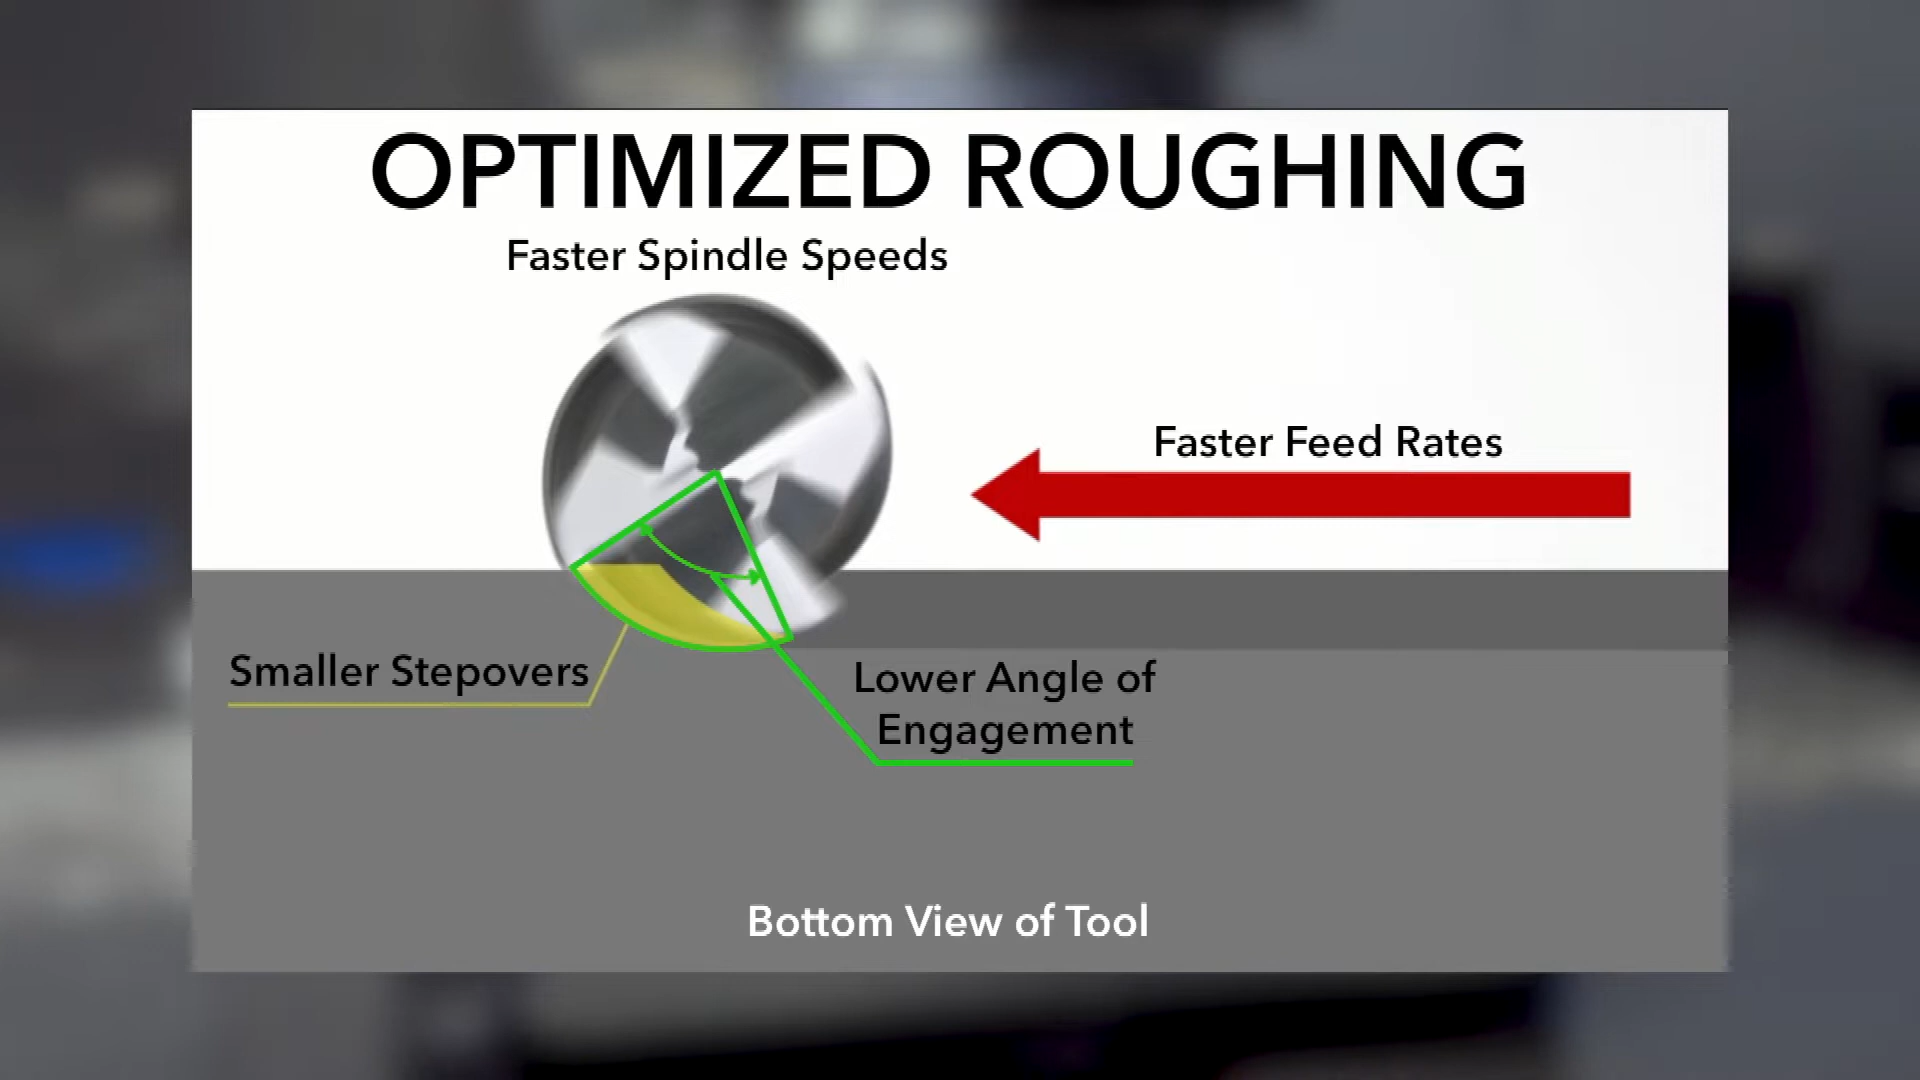 OPTIMIZED ROUGHING
Faster Spindle Speeds
Faster Feed Rates
Smaller Stepovers
Lower Angle of
Engagement
Bottom View of Tool